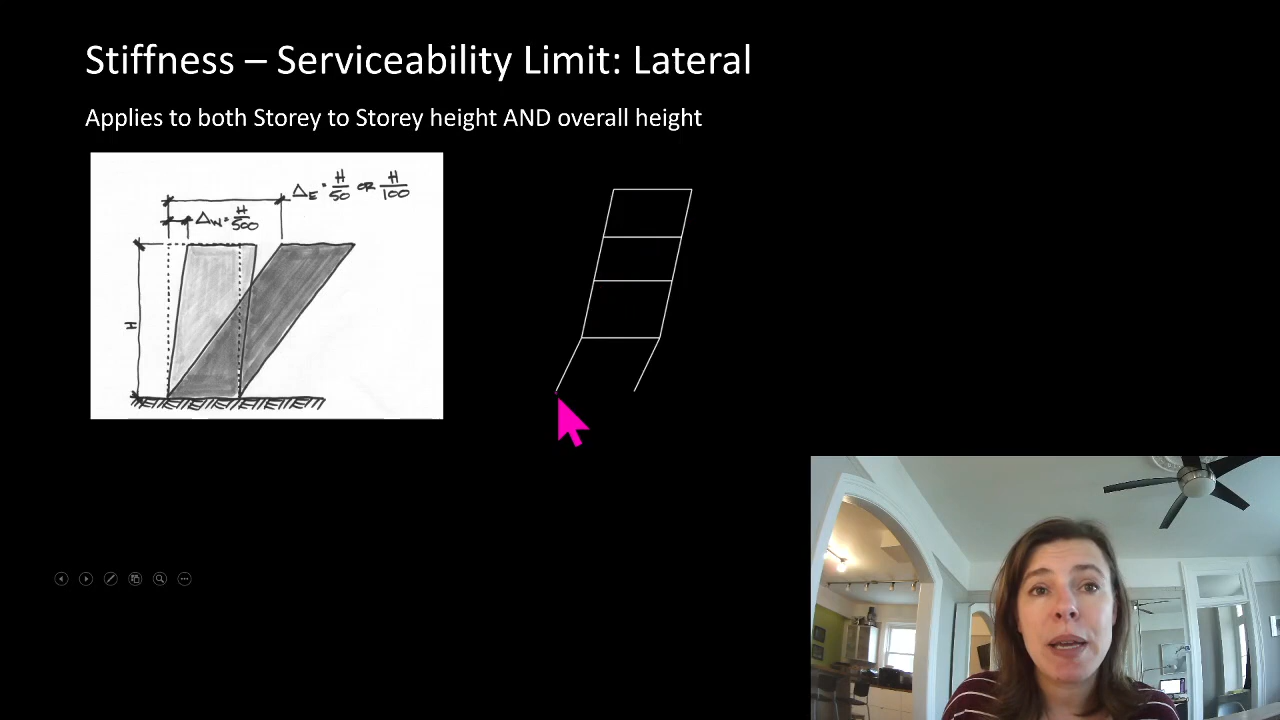 Stiffness – Serviceability Limit: Lateral
Applies to both Storey to Storey height AND overall height
ΔE = H/50 OR H/100
ΔW = H/500
H